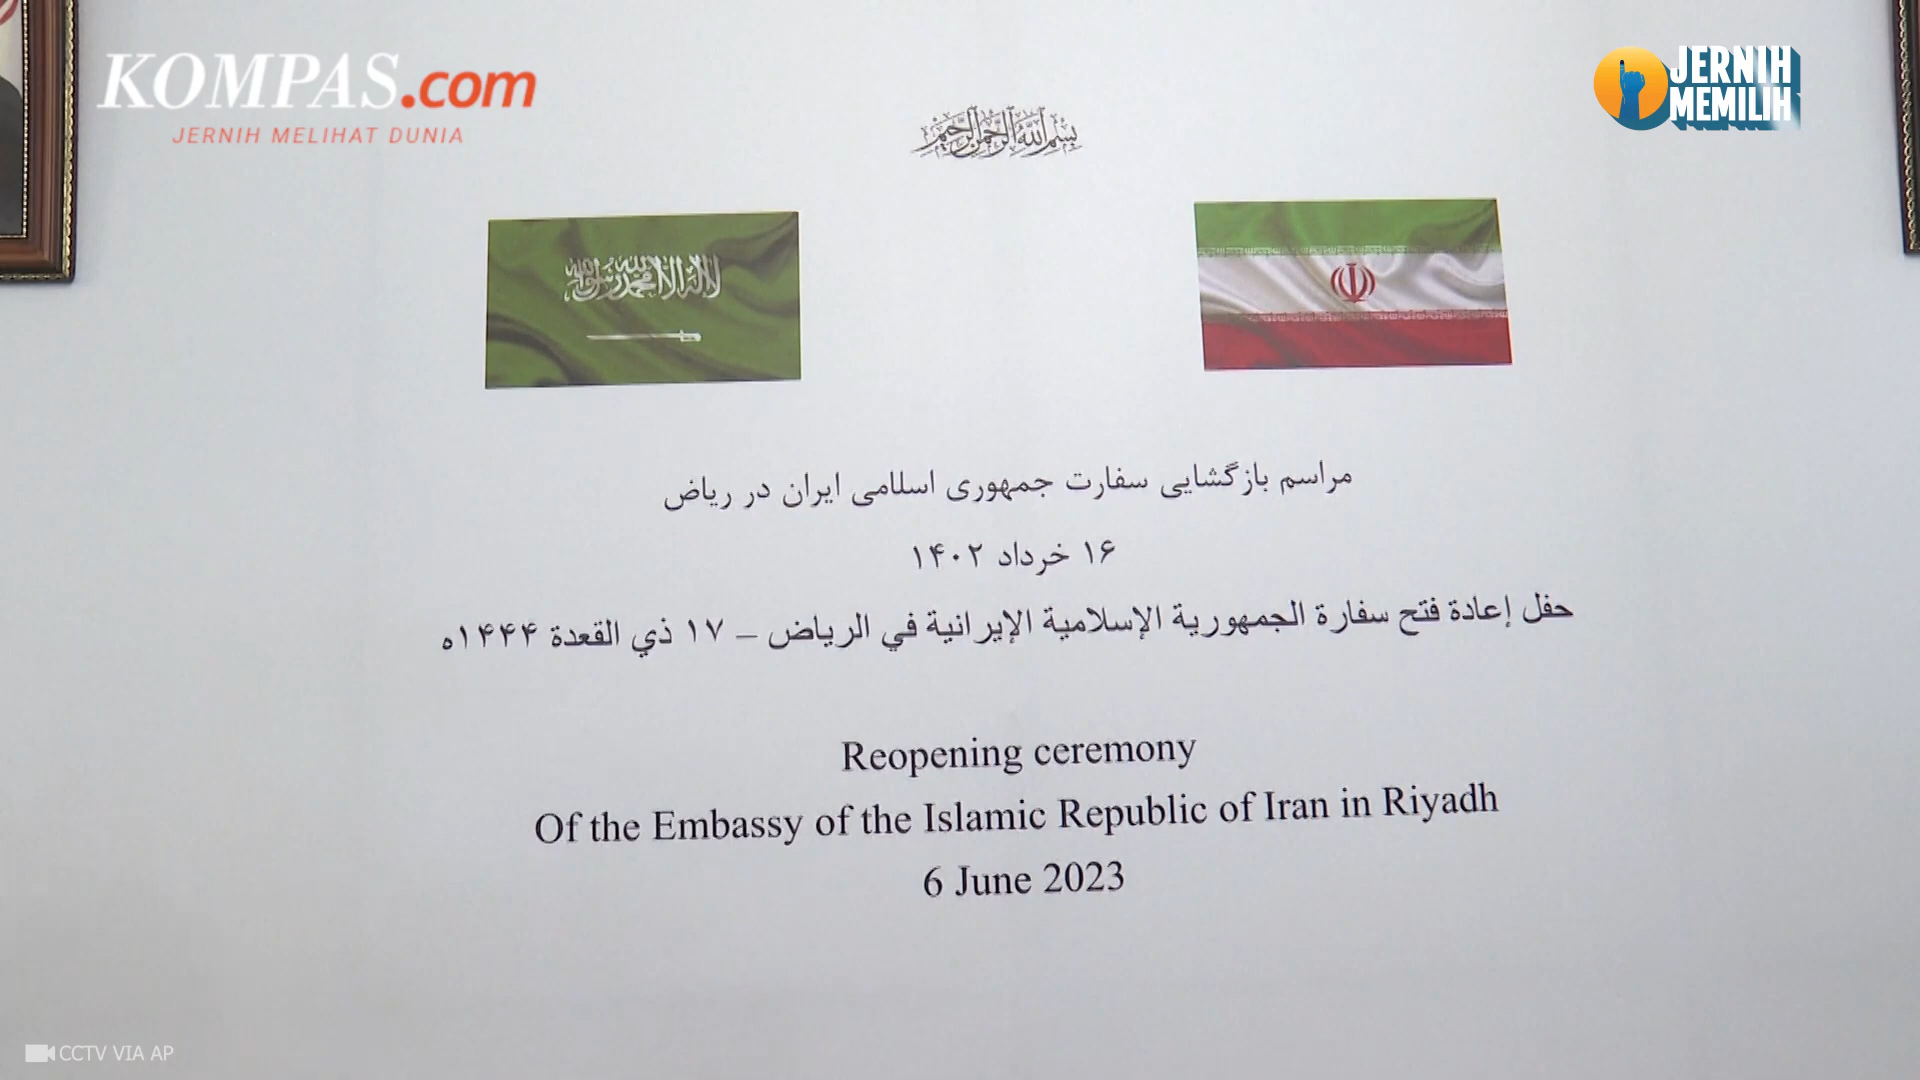 KOMPAS.com
JERNIH MELIHAT DUNIA
JERNIH
MEMILIH
بسم الله الرحمن الرحيم
لا إله إلا الله محمد رسول الله
مراسم بازگشایی سفارت جمهوری اسلامی ایران در ریاض
۱۶ خرداد ۱۴۰۲
حفل إعادة فتح سفارة الجمهورية الإسلامية الإيرانية في الرياض – ۱۷ ذي القعدة ۱۴۴۴ه
Reopening ceremony
Of the Embassy of the Islamic Republic of Iran in Riyadh
6 June 2023
CCTV VIA AP